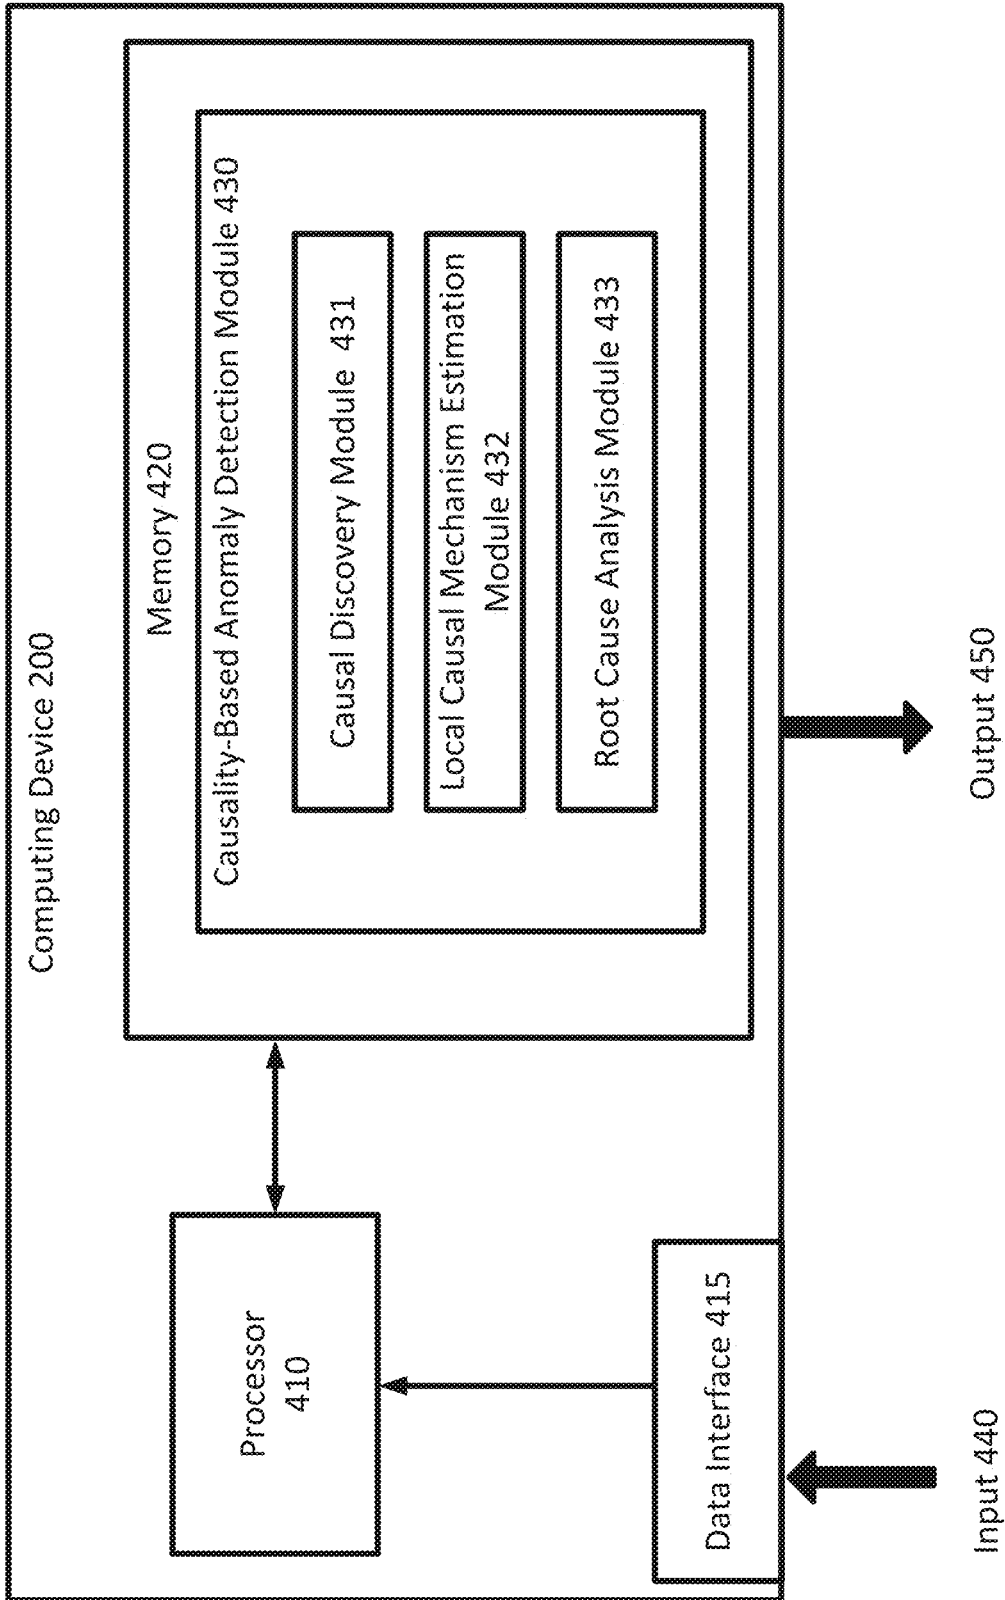 Computing Device 200
Processor
410
Data Interface 415
Input 440
Memory 420
Causality-Based Anomaly Detection Module 430
Causal Discovery Module 431
Local Causal Mechanism Estimation
Module 432
Root Cause Analysis Module 433
Output 450